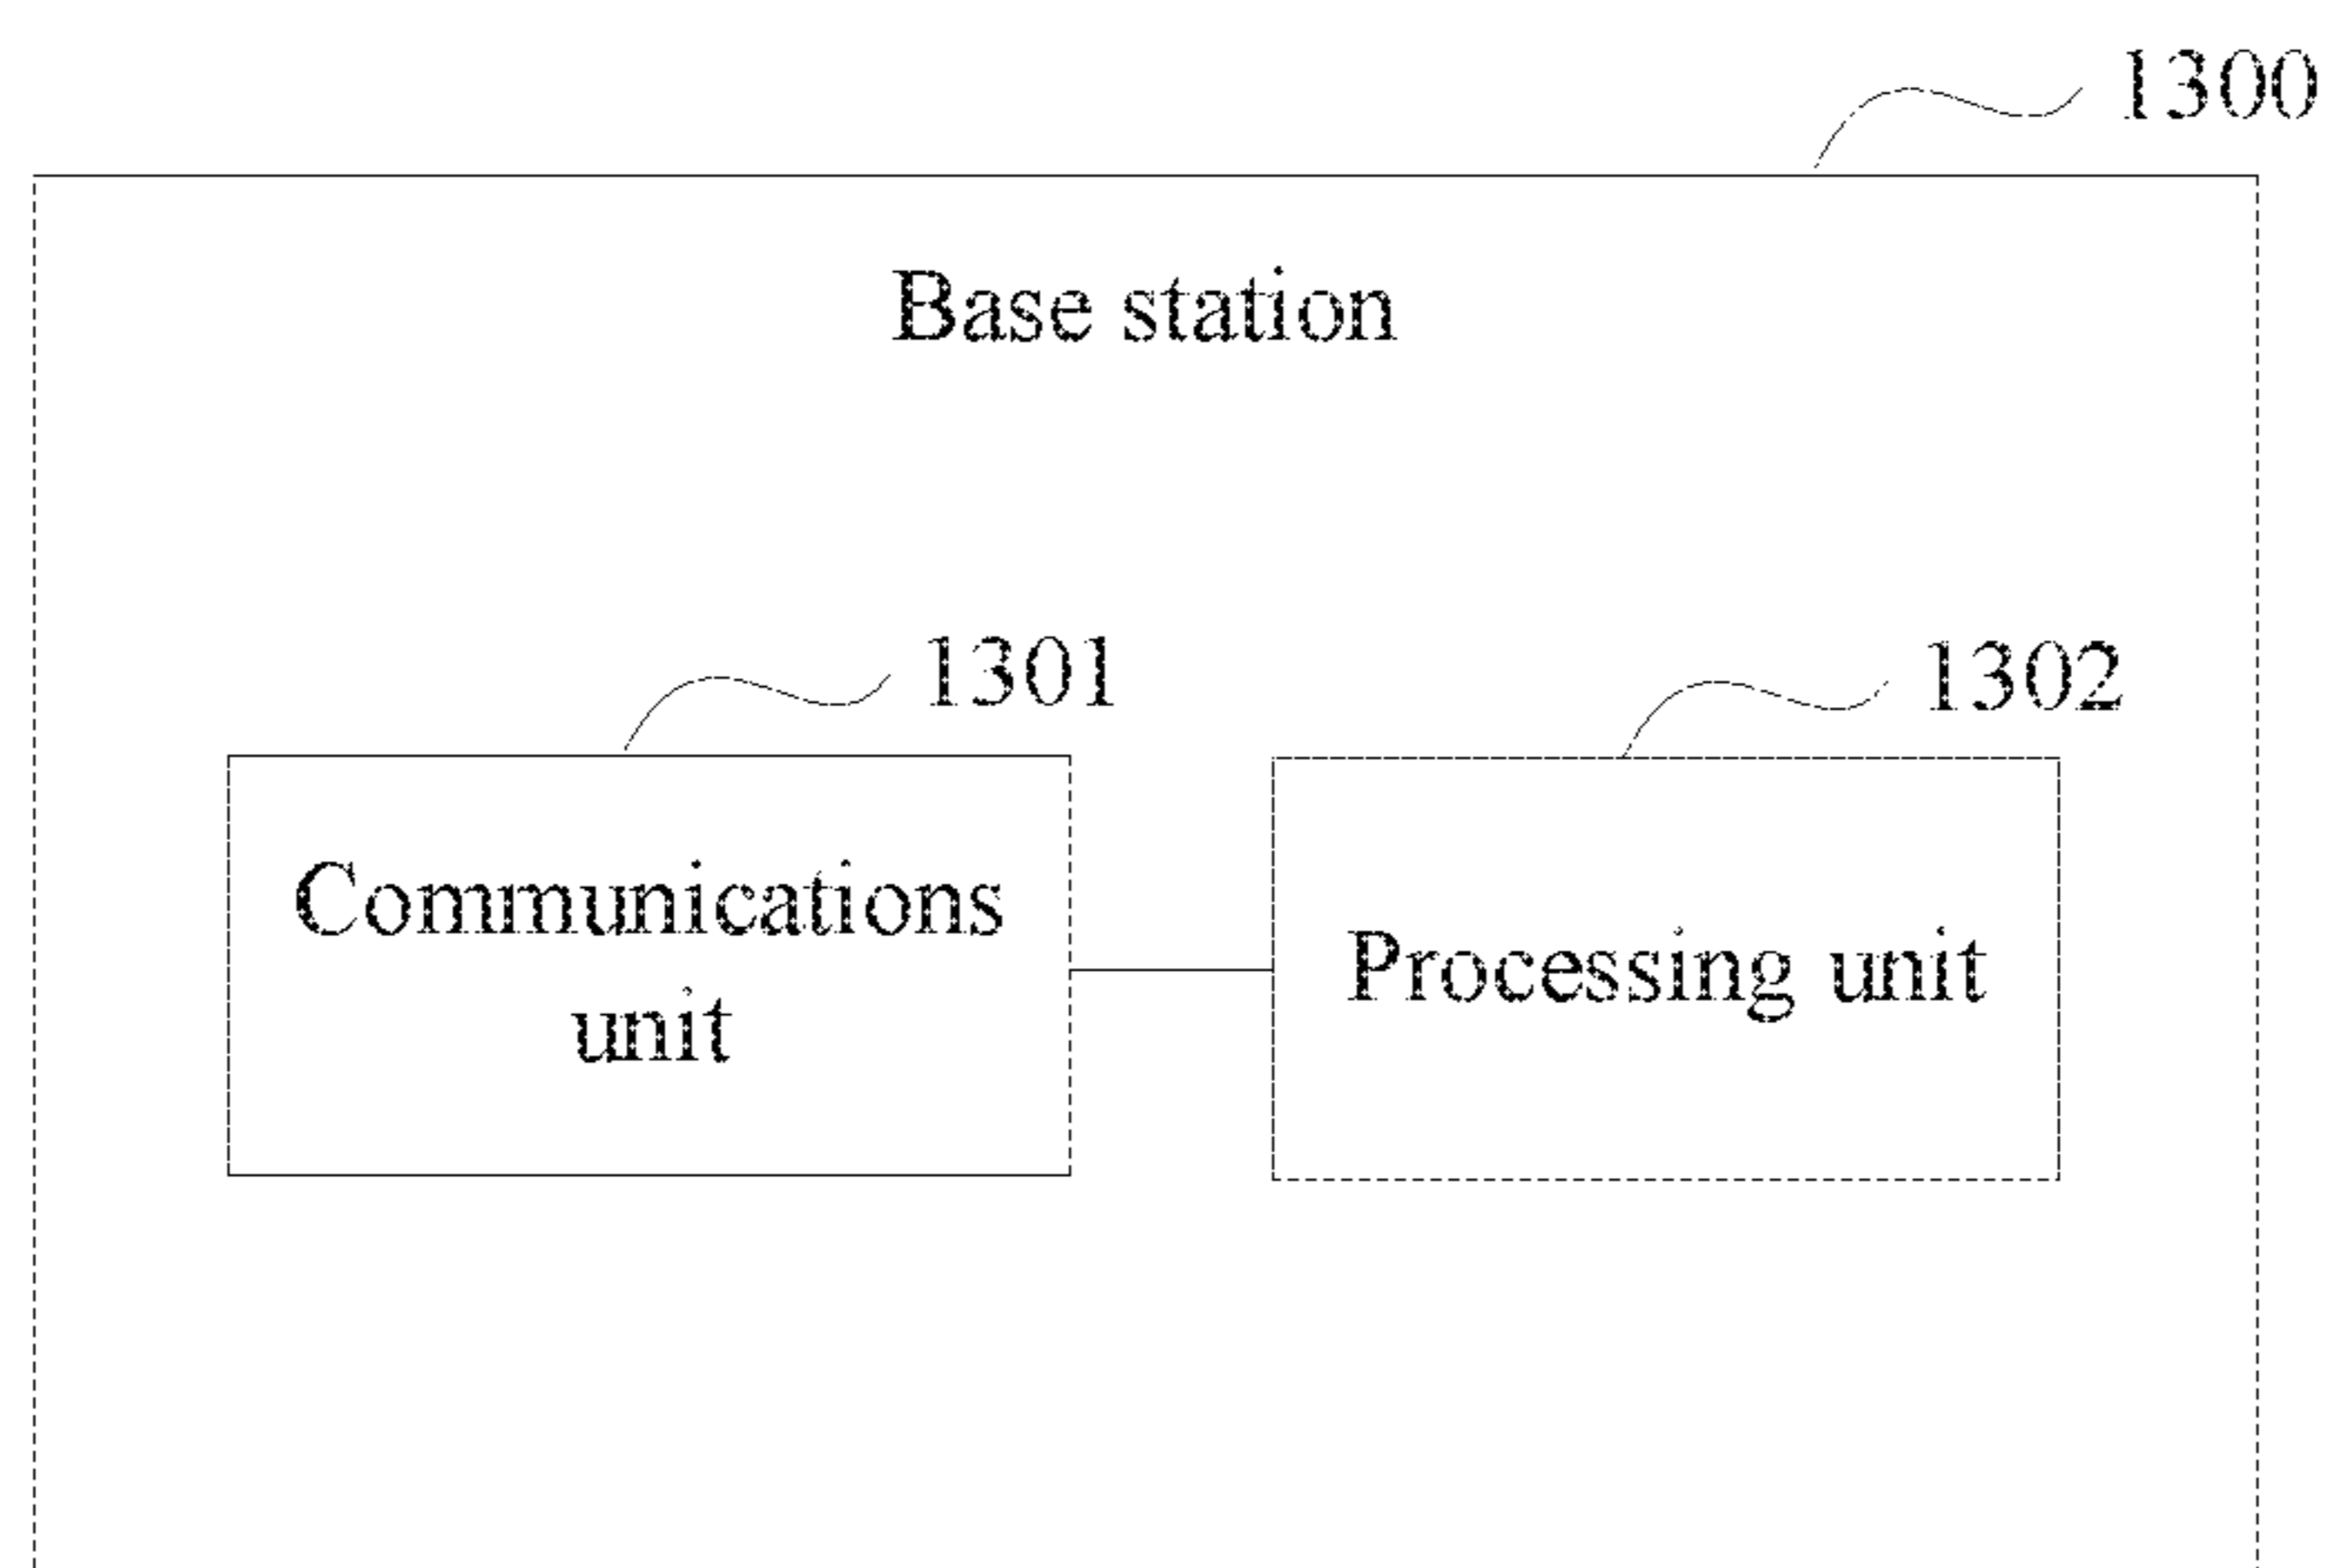 1300
Base station
1301
1302
Communications
unit
Processing unit